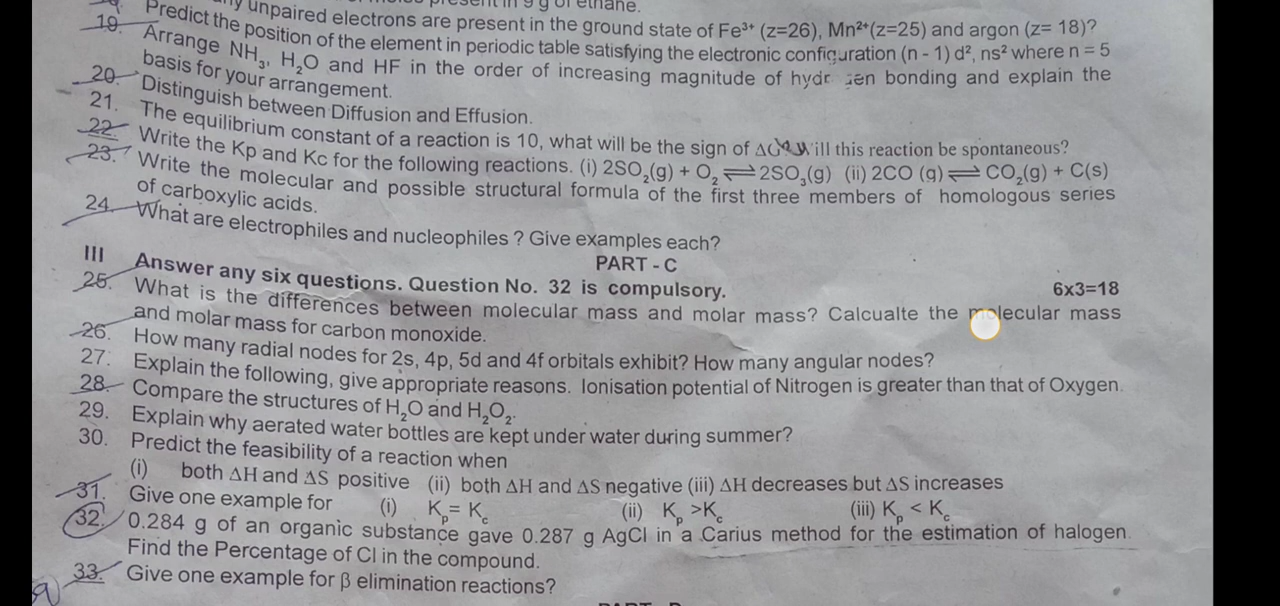 unpaired electrons are present in the ground state of Fe³⁺ (z=26), Mn²⁺(z=25) and argon (z= 18)?
Predict the position of the element in periodic table satisfying the electronic configuration (n - 1) d², ns² where n = 5
19. Arrange NH₃, H₂O and HF in the order of increasing magnitude of hydr en bonding and explain the
basis for your arrangement.
20. Distinguish between Diffusion and Effusion.
21. The equilibrium constant of a reaction is 10, what will be the sign of ill this reaction be spontaneous?
22. Write the Kp and Kc for the following reactions. (i) 2SO₂(g) + O₂ ⇌ 2SO₃(g) (ii) 2CO (g) ⇌ CO₂(g) + C(s)
23. Write the molecular and possible structural formula of the first three members of homologous series
of carboxylic acids.
24. What are electrophiles and nucleophiles ? Give examples each?
PART - C
III Answer any six questions. Question No. 32 is compulsory. 6x3=18
25. What is the differences between molecular mass and molar mass? Calcualte the molecular mass
and molar mass for carbon monoxide.
26. How many radial nodes for 2s, 4p, 5d and 4f orbitals exhibit? How many angular nodes?
27. Explain the following, give appropriate reasons. Ionisation potential of Nitrogen is greater than that of Oxygen.
28. Compare the structures of H₂O and H₂O₂.
29. Explain why aerated water bottles are kept under water during summer?
30. Predict the feasibility of a reaction when
(i) both ΔH and ΔS positive (ii) both ΔH and ΔS negative (iii) ΔH decreases but ΔS increases
31. Give one example for (i) Kₚ= K꜀ (ii) Kₚ >K꜀ (iii) Kₚ < K꜀
32. 0.284 g of an organic substance gave 0.287 g AgCl in a Carius method for the estimation of halogen.
Find the Percentage of Cl in the compound.
33. Give one example for β elimination reactions?